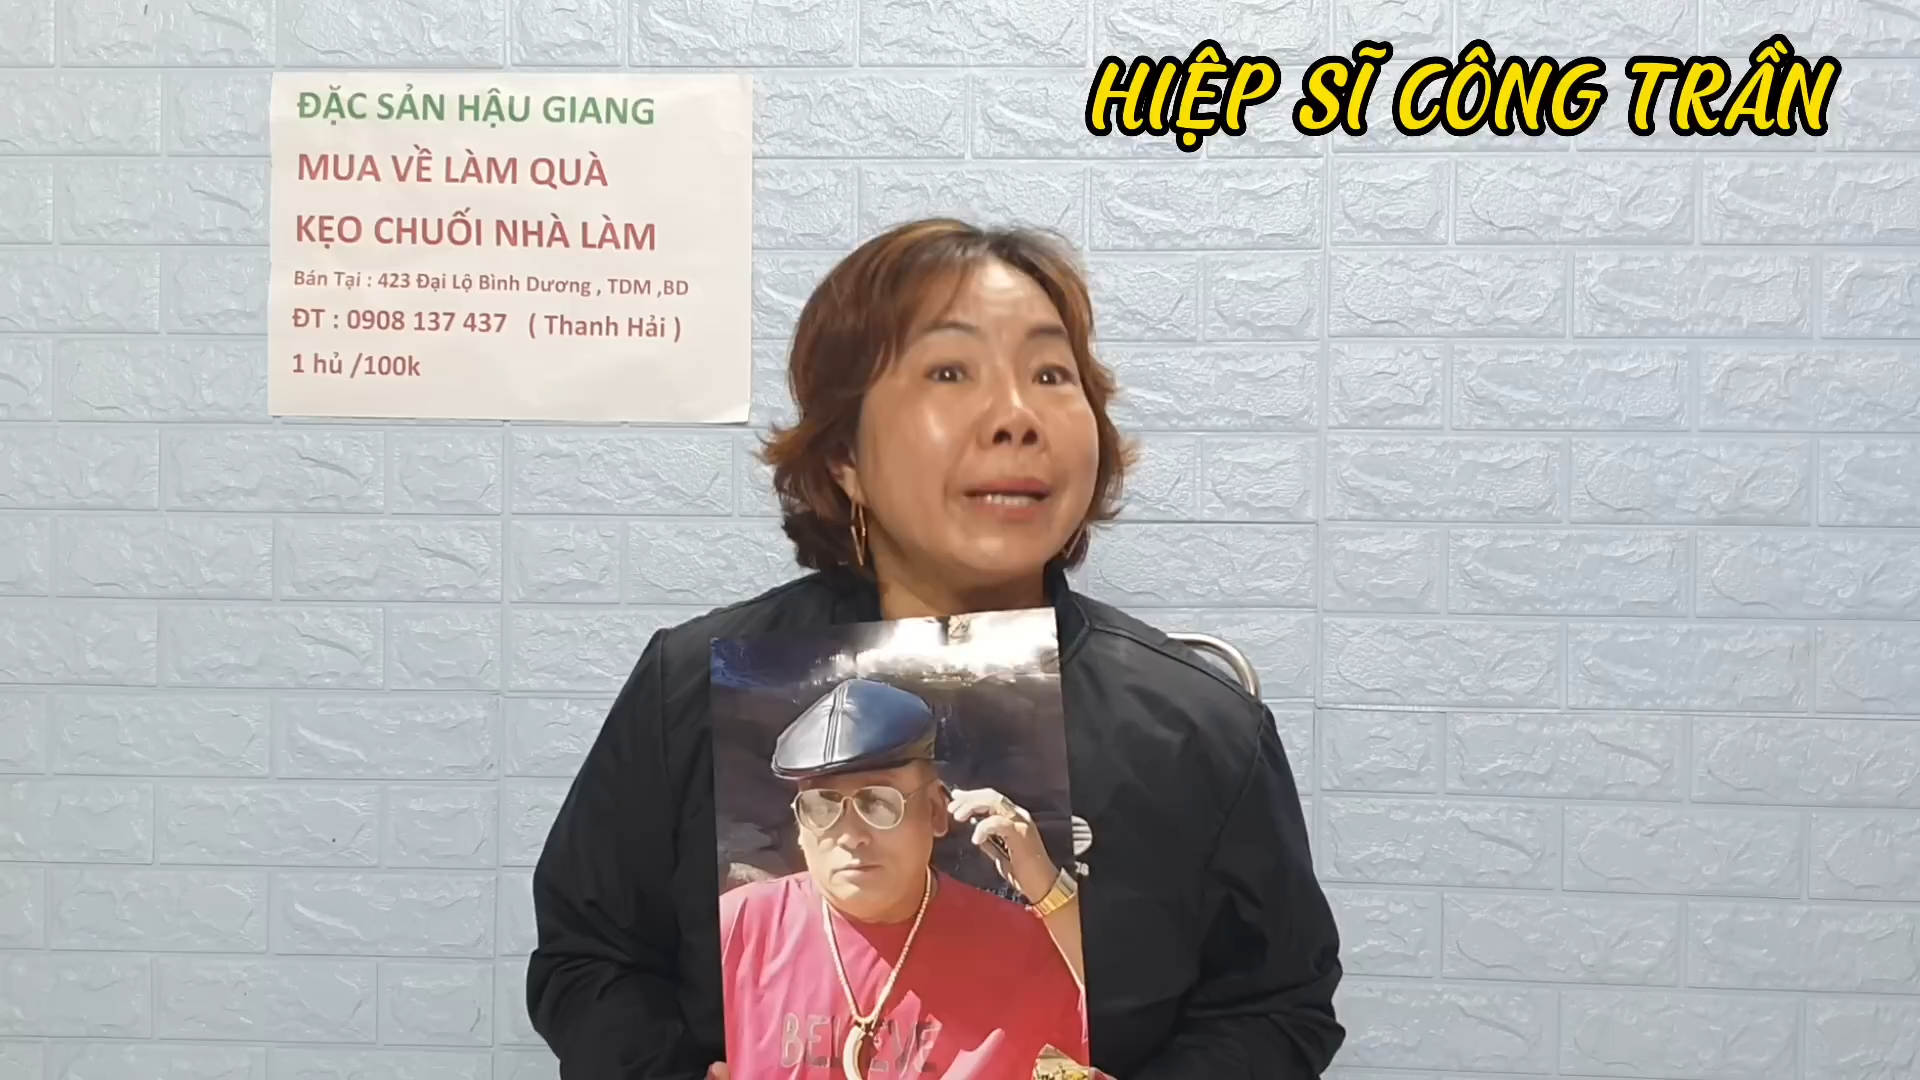 HIỆP SĨ CÔNG TRẦN
ĐẶC SẢN HẬU GIANG
MUA VỀ LÀM QUÀ
KẸO CHUỐI NHÀ LÀM
Bán Tại : 423 Đại Lộ Bình Dương , TDM ,BD
ĐT : 0908 137 437 ( Thanh Hải )
1 hủ /100k
BELIEVE
78